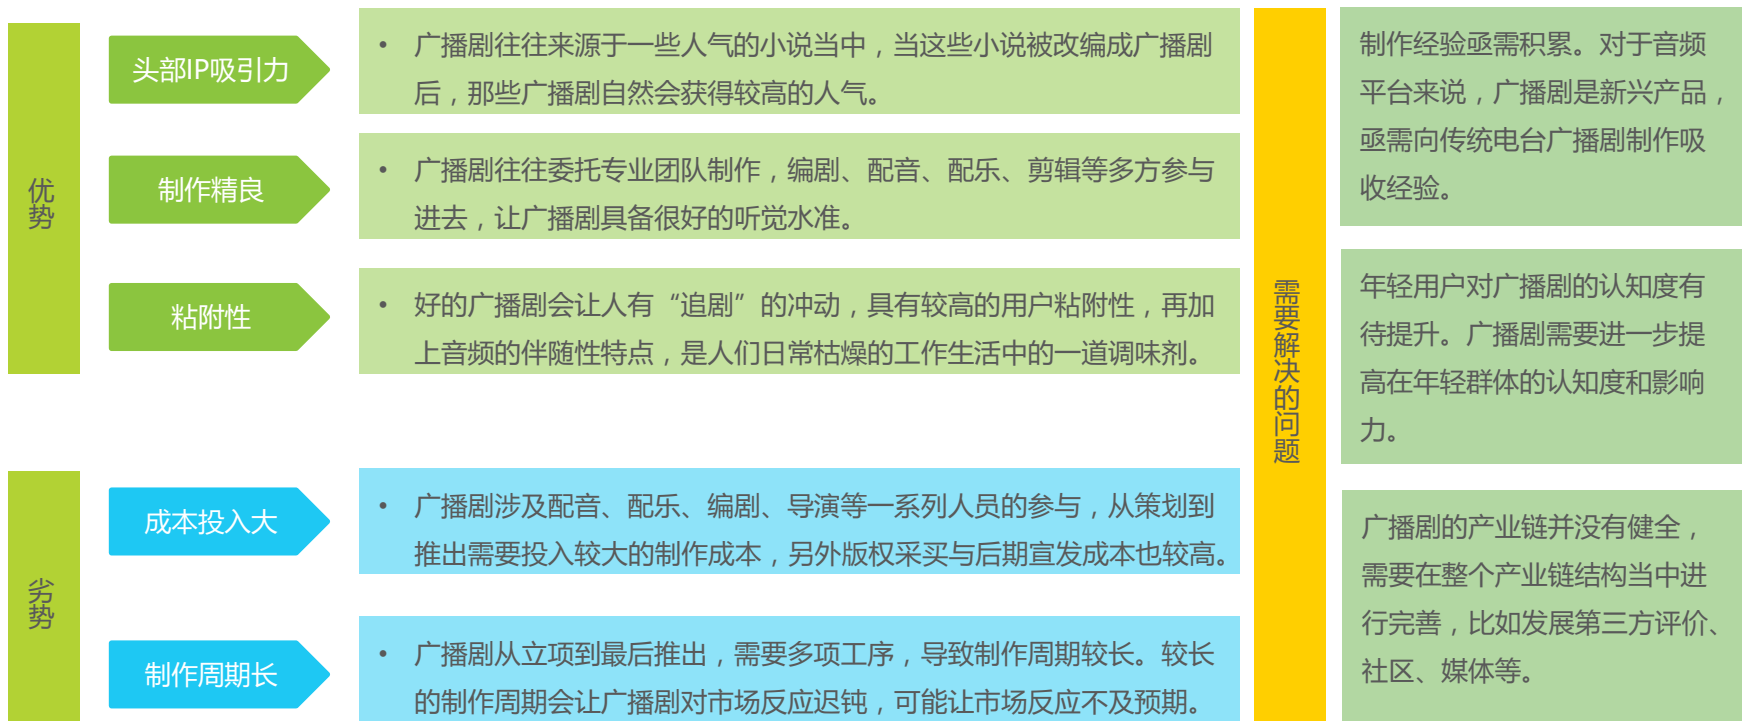 优势
头部IP吸引力
• 广播剧往往来源于一些人气的小说当中，当这些小说被改编成广播剧
后，那些广播剧自然会获得较高的人气。
制作精良
• 广播剧往往委托专业团队制作，编剧、配音、配乐、剪辑等多方参与
进去，让广播剧具备很好的听觉水准。
粘附性
• 好的广播剧会让人有“追剧”的冲动，具有较高的用户粘附性，再加
上音频的伴随性特点，是人们日常枯燥的工作生活中的一道调味剂。
劣势
成本投入大
• 广播剧涉及配音、配乐、编剧、导演等一系列人员的参与，从策划到
推出需要投入较大的制作成本，另外版权采买与后期宣发成本也较高。
制作周期长
• 广播剧从立项到最后推出，需要多项工序，导致制作周期较长。较长
的制作周期会让广播剧对市场反应迟钝，可能让市场反应不及预期。
需要解决的问题
制作经验亟需积累。对于音频
平台来说，广播剧是新兴产品，
亟需向传统电台广播剧制作吸
收经验。
年轻用户对广播剧的认知度有
待提升。广播剧需要进一步提
高在年轻群体的认知度和影响
力。
广播剧的产业链并没有健全，
需要在整个产业链结构当中进
行完善，比如发展第三方评价、
社区、媒体等。